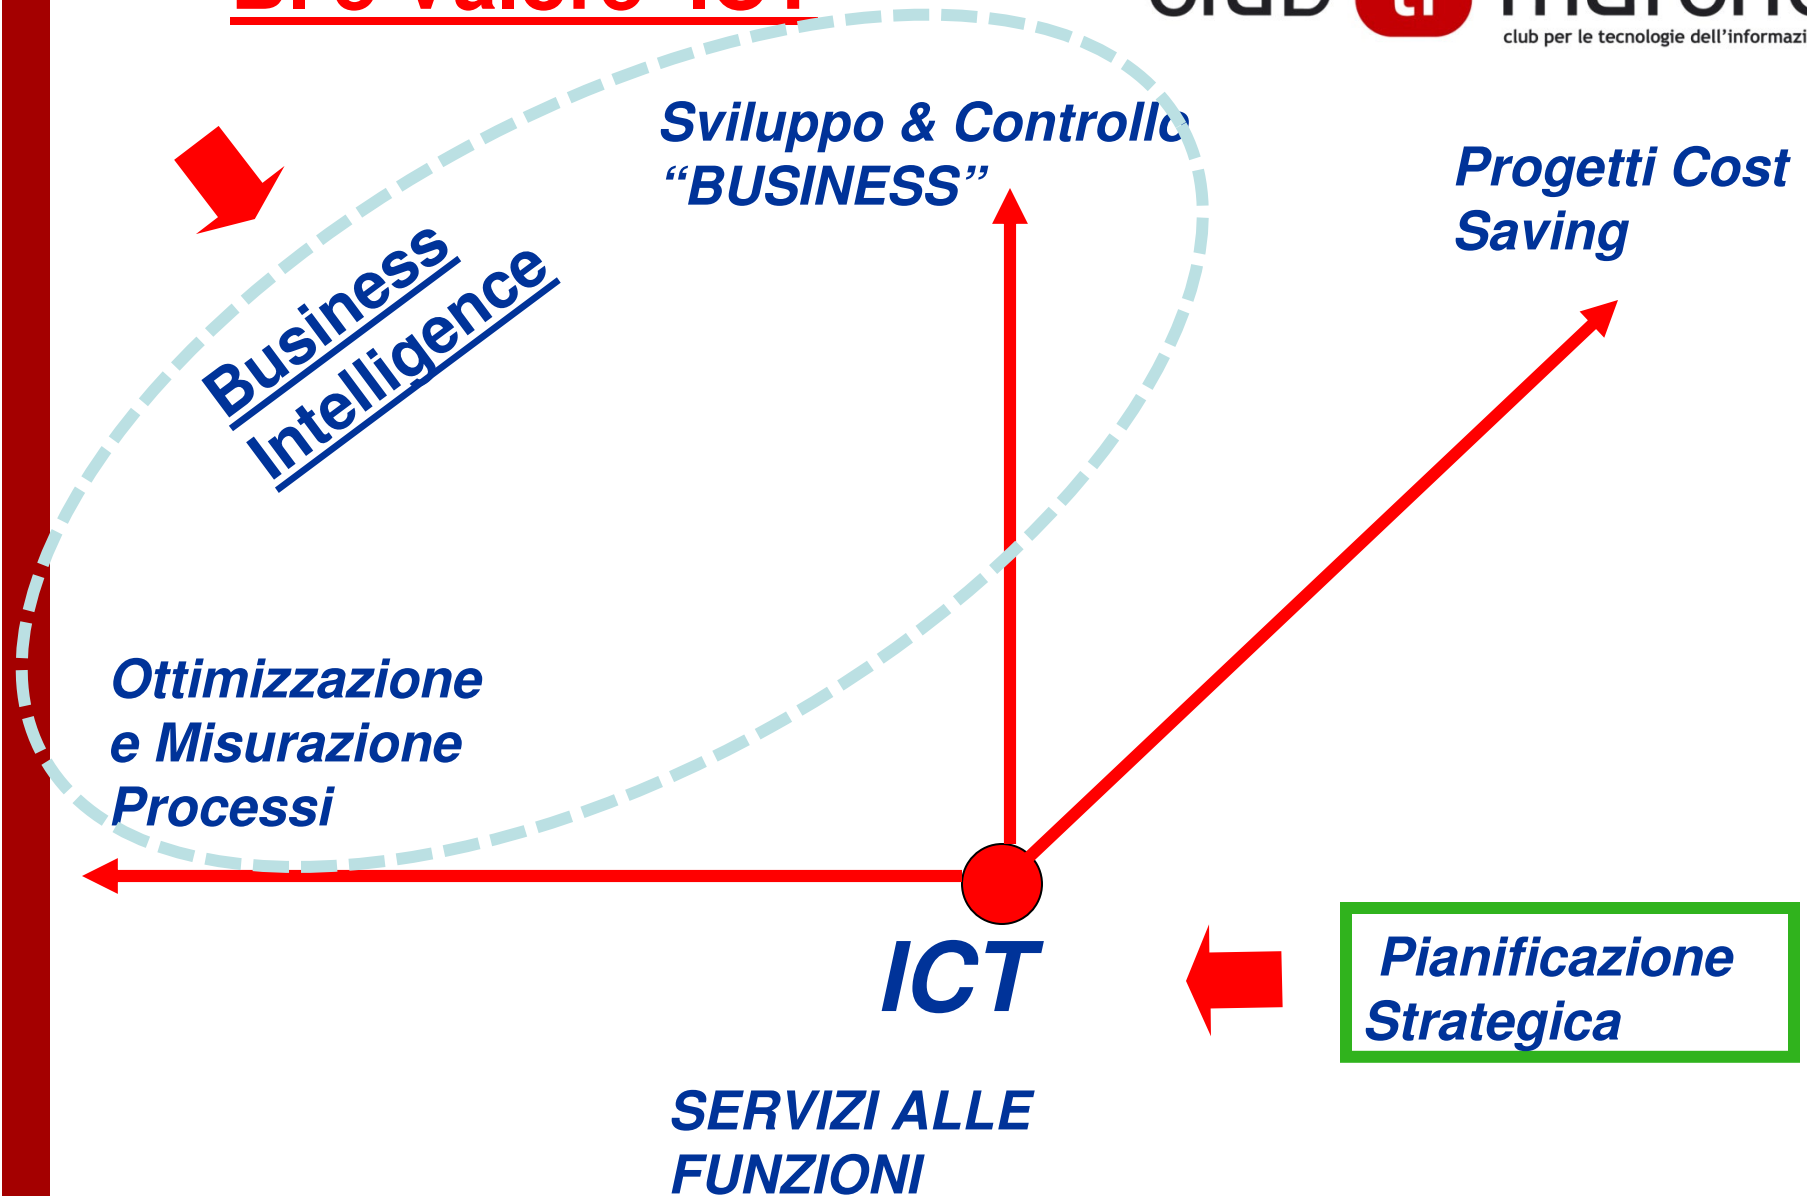 club per le tecnologie dell'informazi
Sviluppo & Controllo
“BUSINESS”
Progetti Cost
Saving
Business
Intelligence
Ottimizzazione
e Misurazione
Processi
ICT
Pianificazione
Strategica
SERVIZI ALLE
FUNZIONI